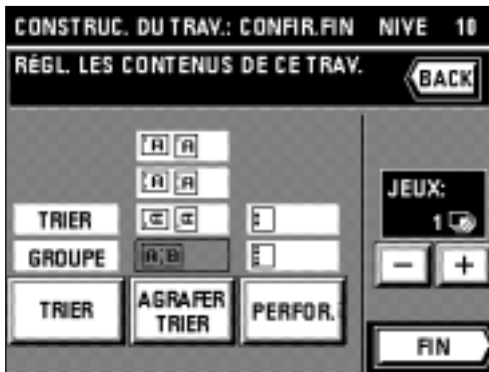 CONSTRUC. DU TRAV.: CONFIR.FIN NIVE 10
RÉGL. LES CONTENUS DE CE TRAV.
BACK
A A
A A
TRIER
GROUPE
A B
TRIER
AGRAFER
TRIER
PERFOR.
JEUX:
1
− +
FIN